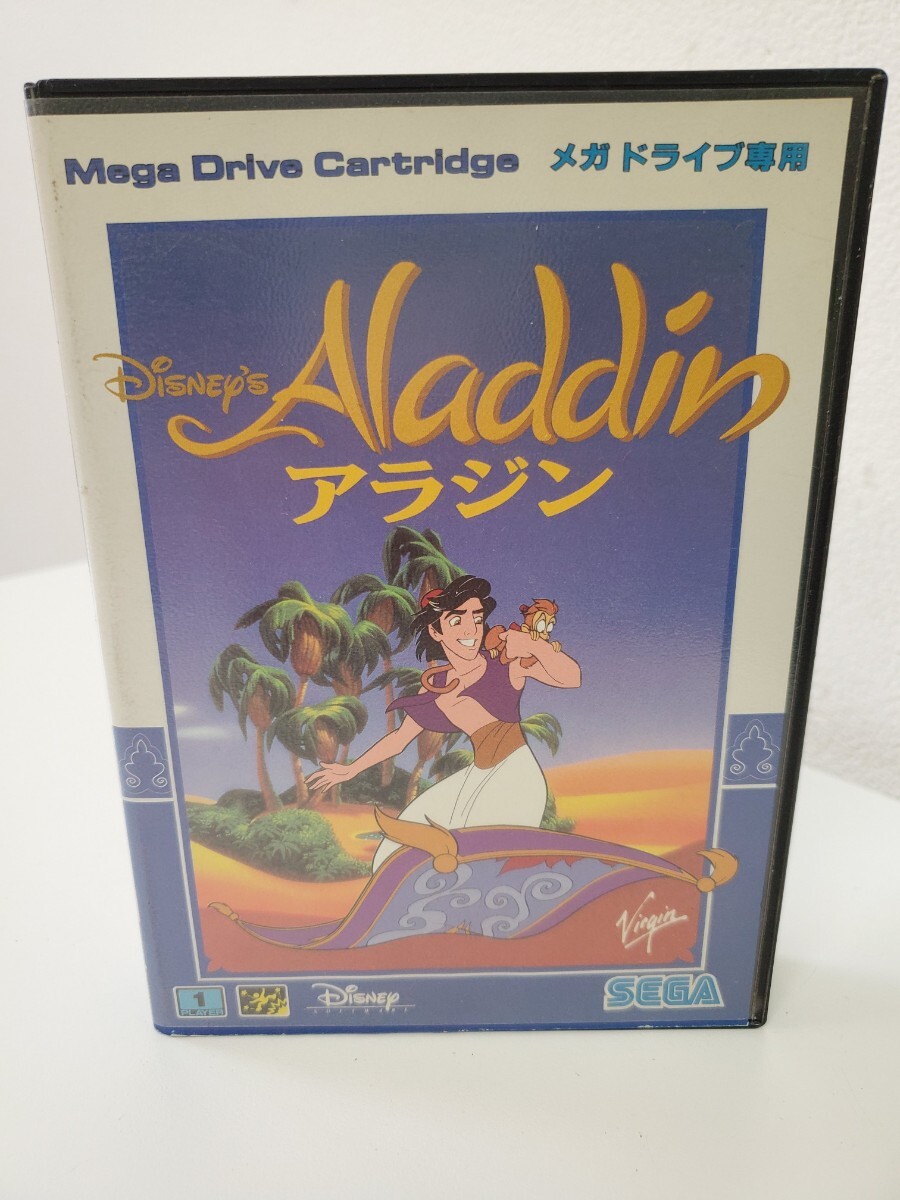 Mega Drive Cartridge メガドライブ専用
Disney's Aladdin
アラジン
Virgin
1
PLAYER
Disney
SOFTWARE
SEGA